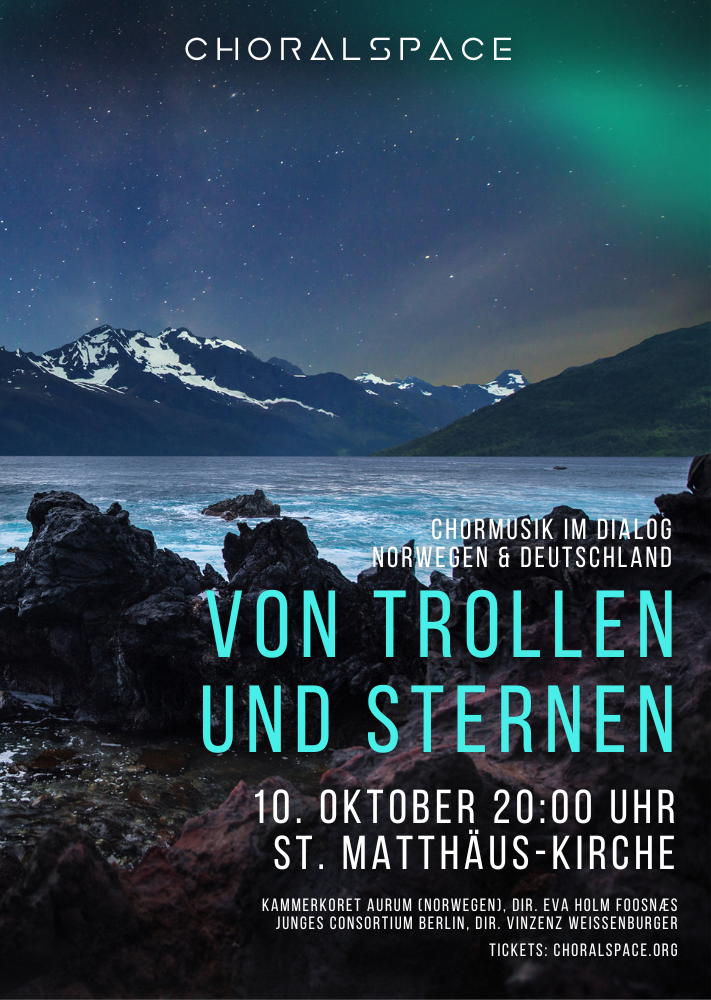 CHORALSPACE
CHORMUSIK IM DIALOG
NORWEGEN & DEUTSCHLAND
VON TROLLEN
UND STERNEN
10. OKTOBER 20:00 UHR
ST. MATTHÄUS-KIRCHE
KAMMERKORET AURUM (NORWEGEN), DIR. EVA HOLM FOOSNÆS
JUNGES CONSORTIUM BERLIN, DIR. VINZENZ WEISSENBURGER
TICKETS: CHORALSPACE.ORG